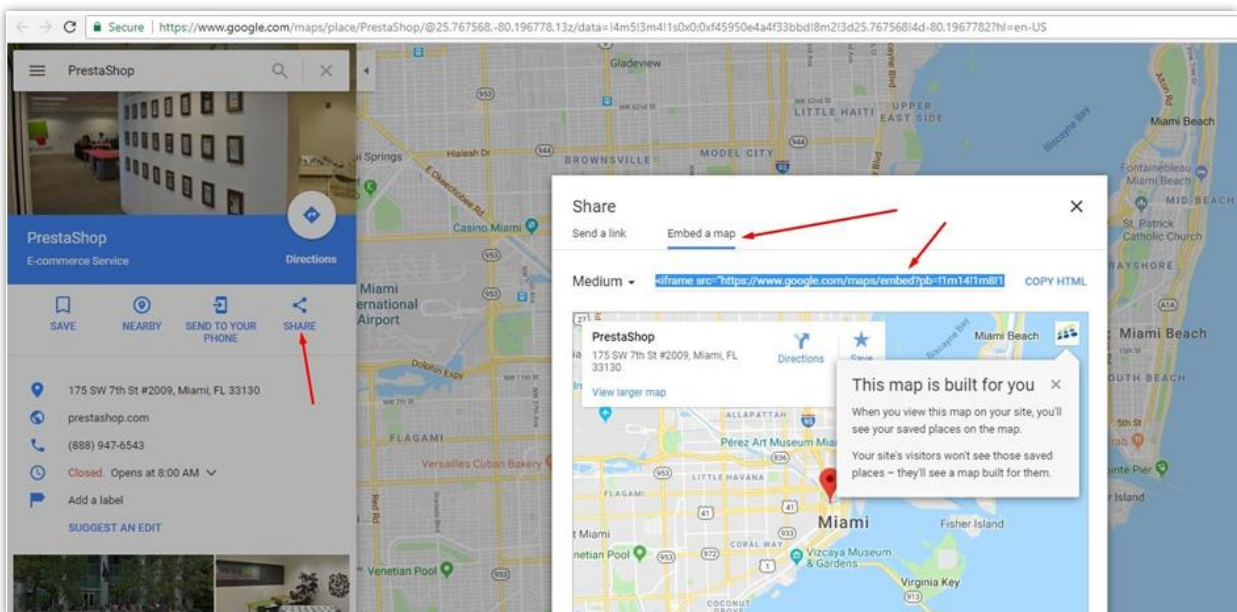 Secure | https://www.google.com/maps/place/PrestaShop/@25.767568,-80.196778,13z/data=!4m5!3m4!1s0x0:0xf45950e4a4f33bbd!8m2!3d25.767568!4d-80.196778?hl=en-US
PrestaShop
PrestaShop
E-commerce Service
Directions
SAVE
NEARBY
SEND TO YOUR
PHONE
SHARE
175 SW 7th St #2009, Miami, FL 33130
prestashop.com
(888) 947-6543
Closed. Opens at 8:00 AM
Add a label
SUGGEST AN EDIT
Gladeview
LITTLE HAITI
UPPER
EAST SIDE
Biscayne Bay
Miami Beach
Hialeah Dr
BROWNSVILLE
MODEL CITY
Casino Miami
Miami
Airport
Dolphin Expy
FLAGAMI
Versailles Cuban Bakery
Venetian Pool
Fontainebleau
Miami Beach
MID BEACH
St. Patrick
Catholic Church
BAYSHORE
A1A
Miami Beach
5th St
Share
Send a link
Embed a map
Medium
<iframe src="https://www.google.com/maps/embed?pb=!1m14!1m8!1
COPY HTML
PrestaShop
175 SW 7th St #2009, Miami, FL
33130
View larger map
Directions
Save
Miami Beach
This map is built for you
When you view this map on your site, you'll
see your saved places on the map.
Your site's visitors won't see those saved
places – they'll see a map built for them.
ALLAPATTAH
Pérez Art Museum
LITTLE HAVANA
FLAGAMI
Miami
Fisher Island
t Miami
netian Pool
CORAL WAY
Vizcaya Museum
& Gardens
Virginia Key
COCONUT
GROVE